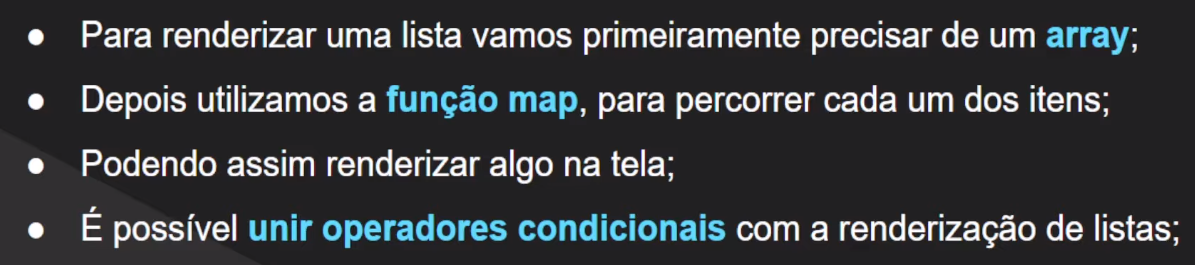 ● Para renderizar uma lista vamos primeiramente precisar de um array;
● Depois utilizamos a função map, para percorrer cada um dos itens;
● Podendo assim renderizar algo na tela;
● É possível unir operadores condicionais com a renderização de listas;